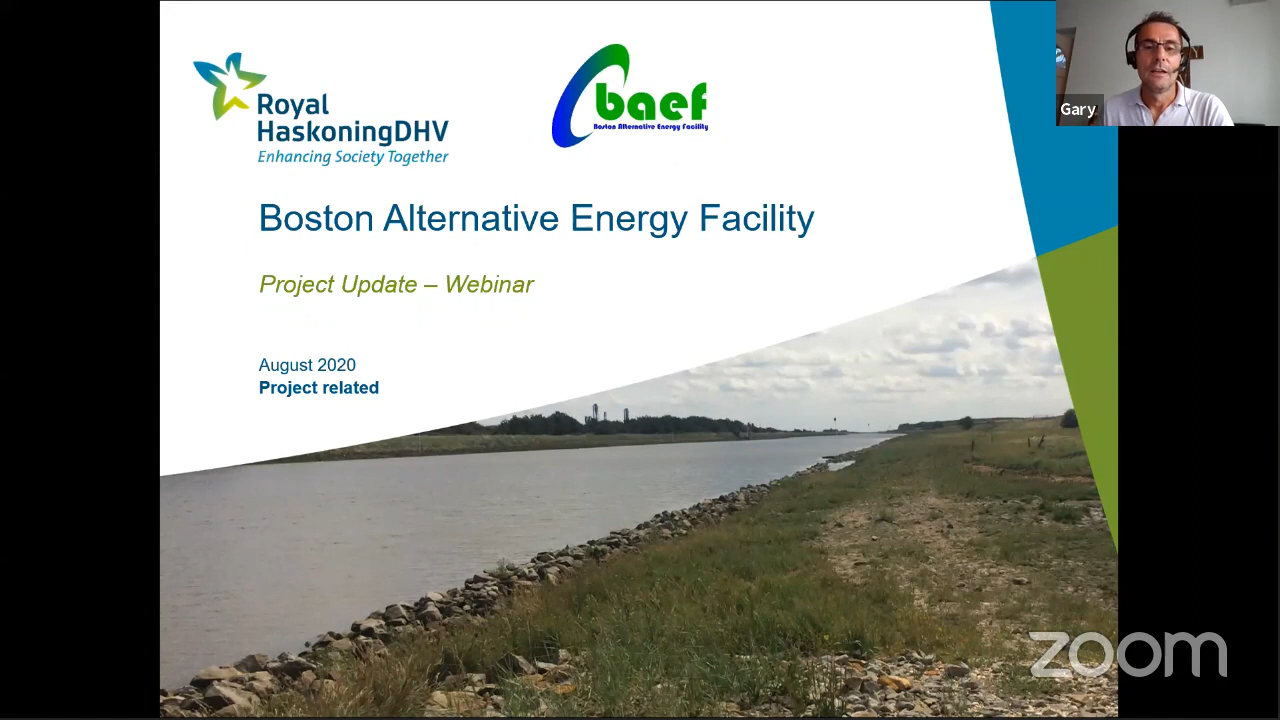 Royal
HaskoningDHV
Enhancing Society Together
baef
Boston Alternative Energy Facility
Gary
Boston Alternative Energy Facility
Project Update – Webinar
August 2020
Project related
zoom